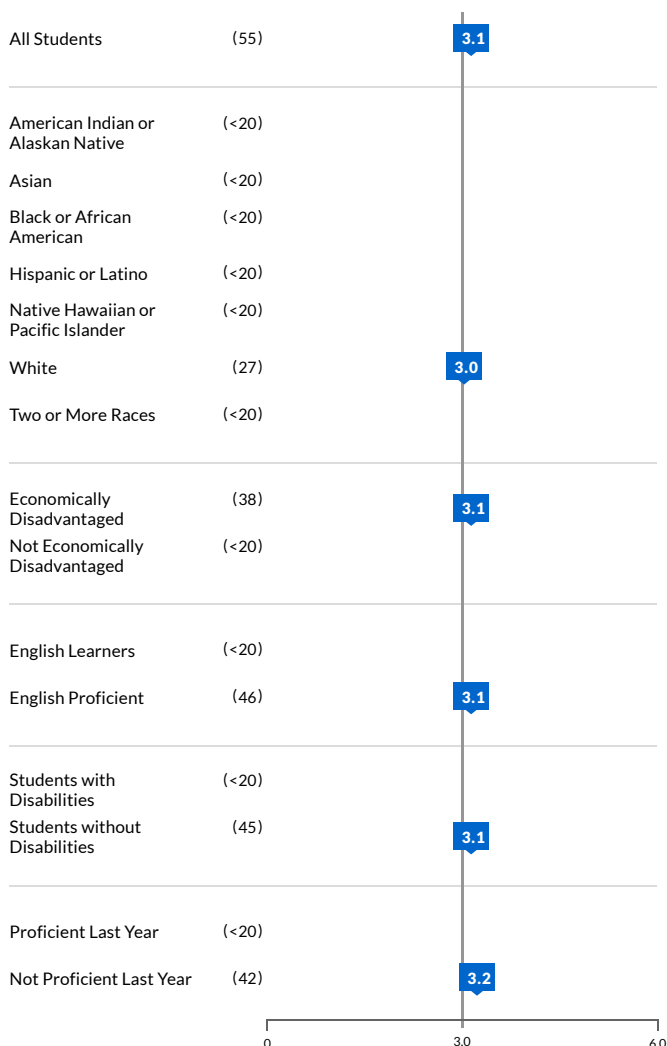 All Students (55) 3.1
American Indian or (<20)
Alaskan Native
Asian (<20)
Black or African (<20)
American
Hispanic or Latino (<20)
Native Hawaiian or (<20)
Pacific Islander
White (27) 3.0
Two or More Races (<20)
Economically (38) 3.1
Disadvantaged
Not Economically (<20)
Disadvantaged
English Learners (<20)
English Proficient (46) 3.1
Students with (<20)
Disabilities
Students without (45) 3.1
Disabilities
Proficient Last Year (<20)
Not Proficient Last Year (42) 3.2
0 3.0 6.0